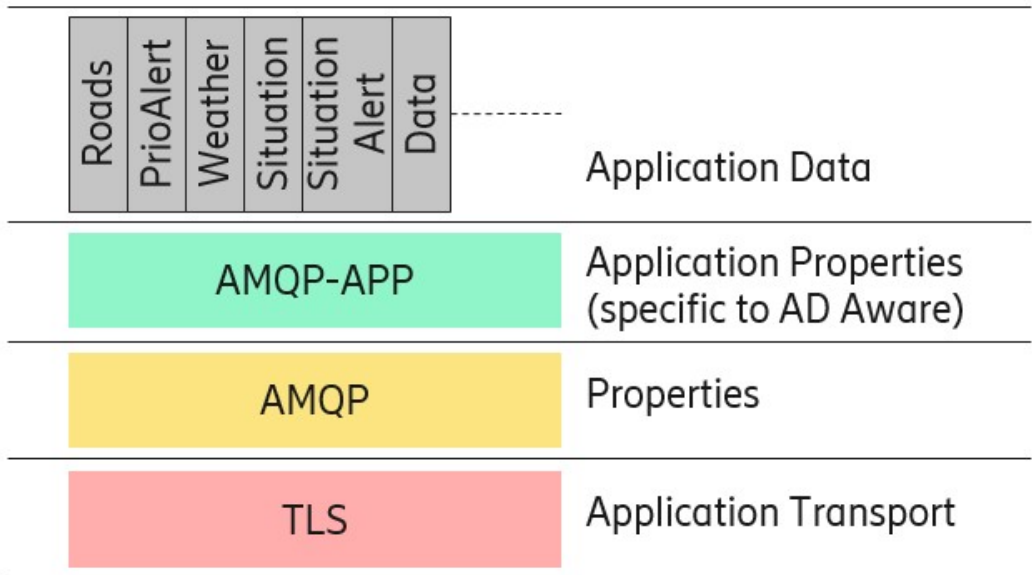 Roads
PrioAlert
Weather
Situation
Situation
Alert
Data
Application Data
AMQP-APP
Application Properties
(specific to AD Aware)
AMQP
Properties
TLS
Application Transport